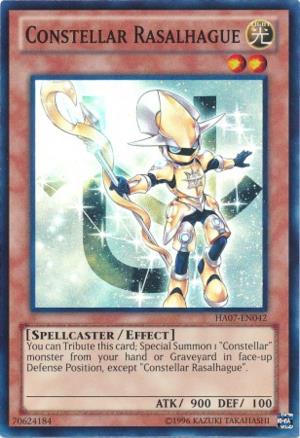 CONSTELLAR RASALHAGUE
LIGHT
光
HA07-EN042
[SPELLCASTER / EFFECT]
You can Tribute this card; Special Summon 1 "Constellar"
monster from your hand or Graveyard in face-up
Defense Position, except "Constellar Rasalhague".
ATK/ 900 DEF/ 100
70624184
©1996 KAZUKI TAKAHASHI